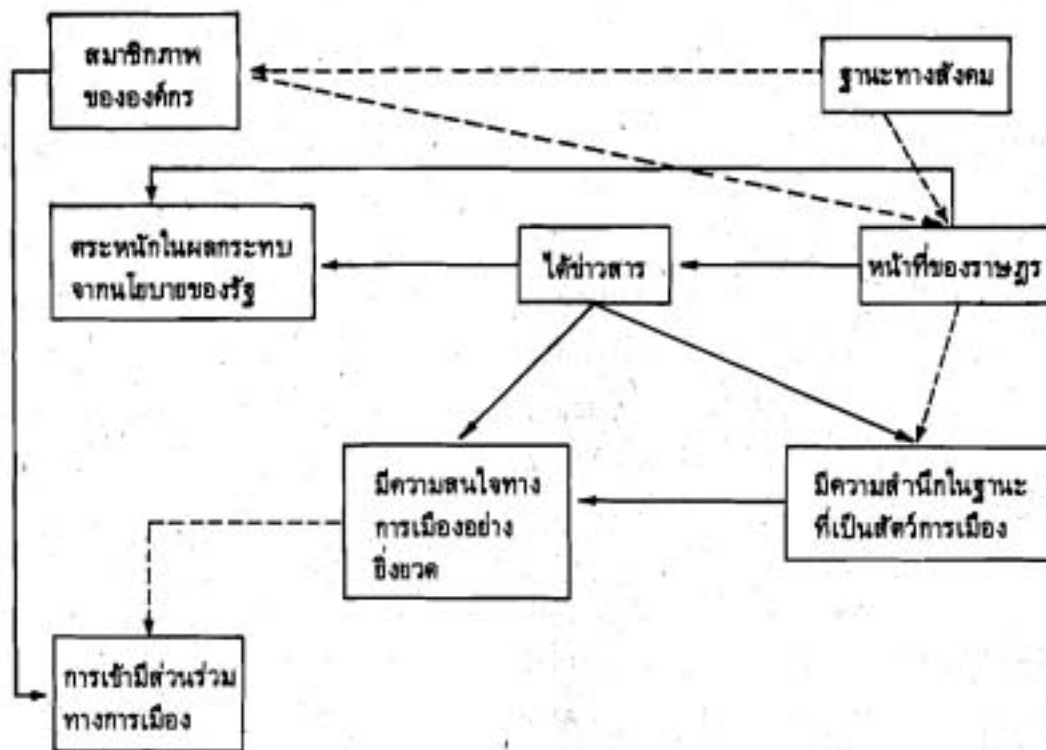 สมาชิกภาพ
ขององค์กร
ฐานะทางสังคม
ตระหนักในผลกระทบ
จากนโยบายของรัฐ
ได้ข่าวสาร
หน้าที่ของราษฎร
มีความสนใจทาง
การเมืองอย่าง
ยิ่งยวด
มีความสำนึกในฐานะ
ที่เป็นสัตว์การเมือง
การเข้ามีส่วนร่วม
ทางการเมือง